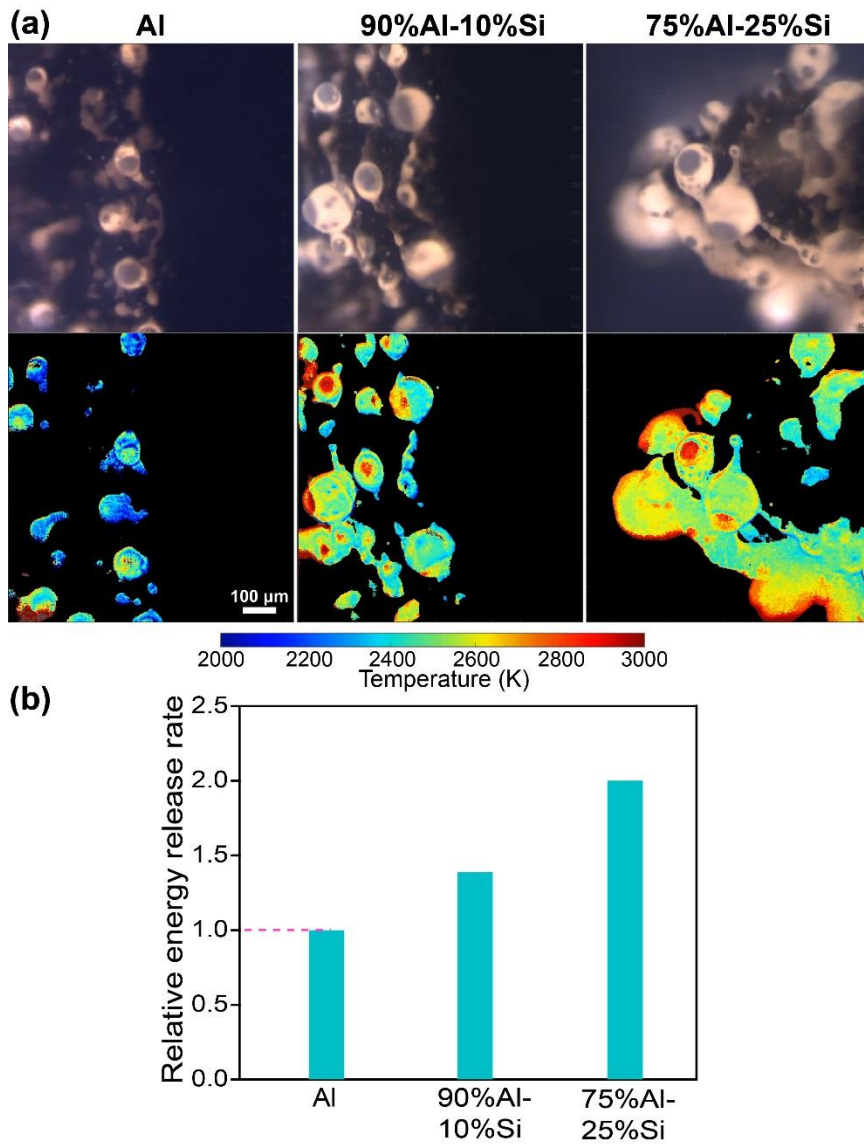 (a) Al 90%Al-10%Si 75%Al-25%Si
100 μm
2000 2200 2400 2600 2800 3000
Temperature (K)
(b)
Relative energy release rate
2.5
2.0
1.5
1.0
0.5
0.0
Al 90%Al- 75%Al-
10%Si 25%Si